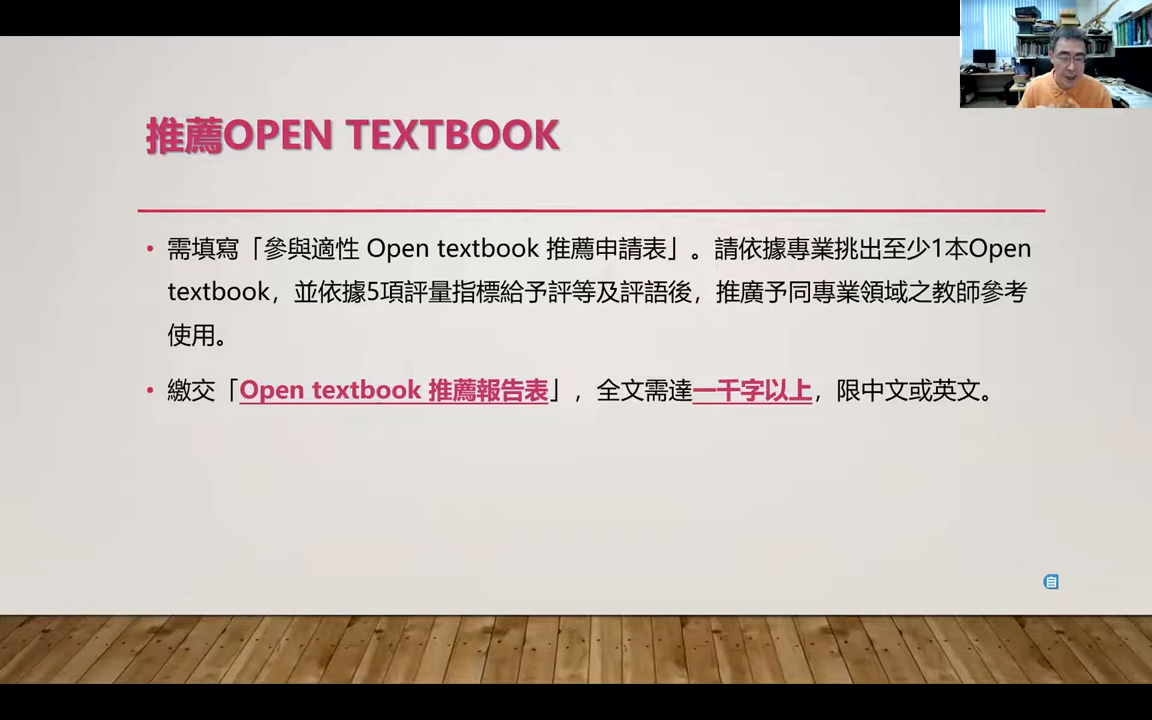 推薦OPEN TEXTBOOK
• 需填寫「參與適性 Open textbook 推薦申請表」。請依據專業挑出至少1本Open
textbook，並依據5項評量指標給予評等及評語後，推廣予同專業領域之教師參考
使用。
• 繳交「Open textbook 推薦報告表」，全文需達一千字以上，限中文或英文。